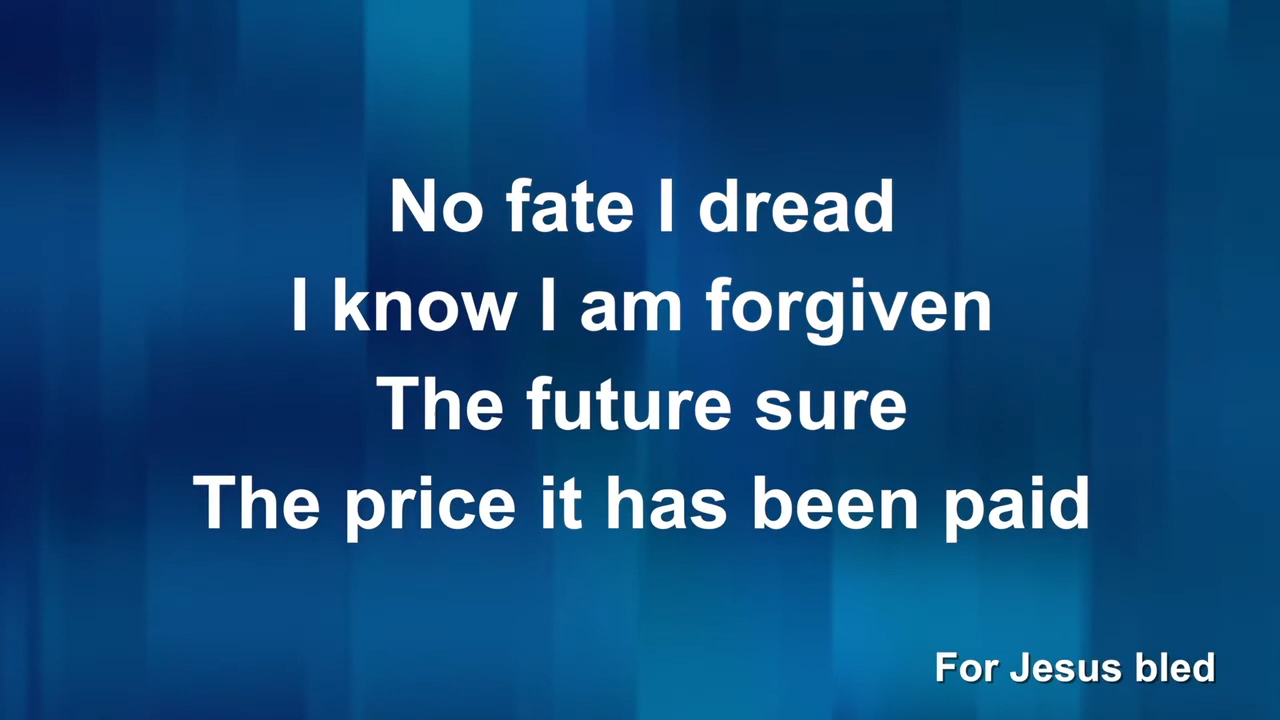 No fate I dread
I know I am forgiven
The future sure
The price it has been paid
For Jesus bled